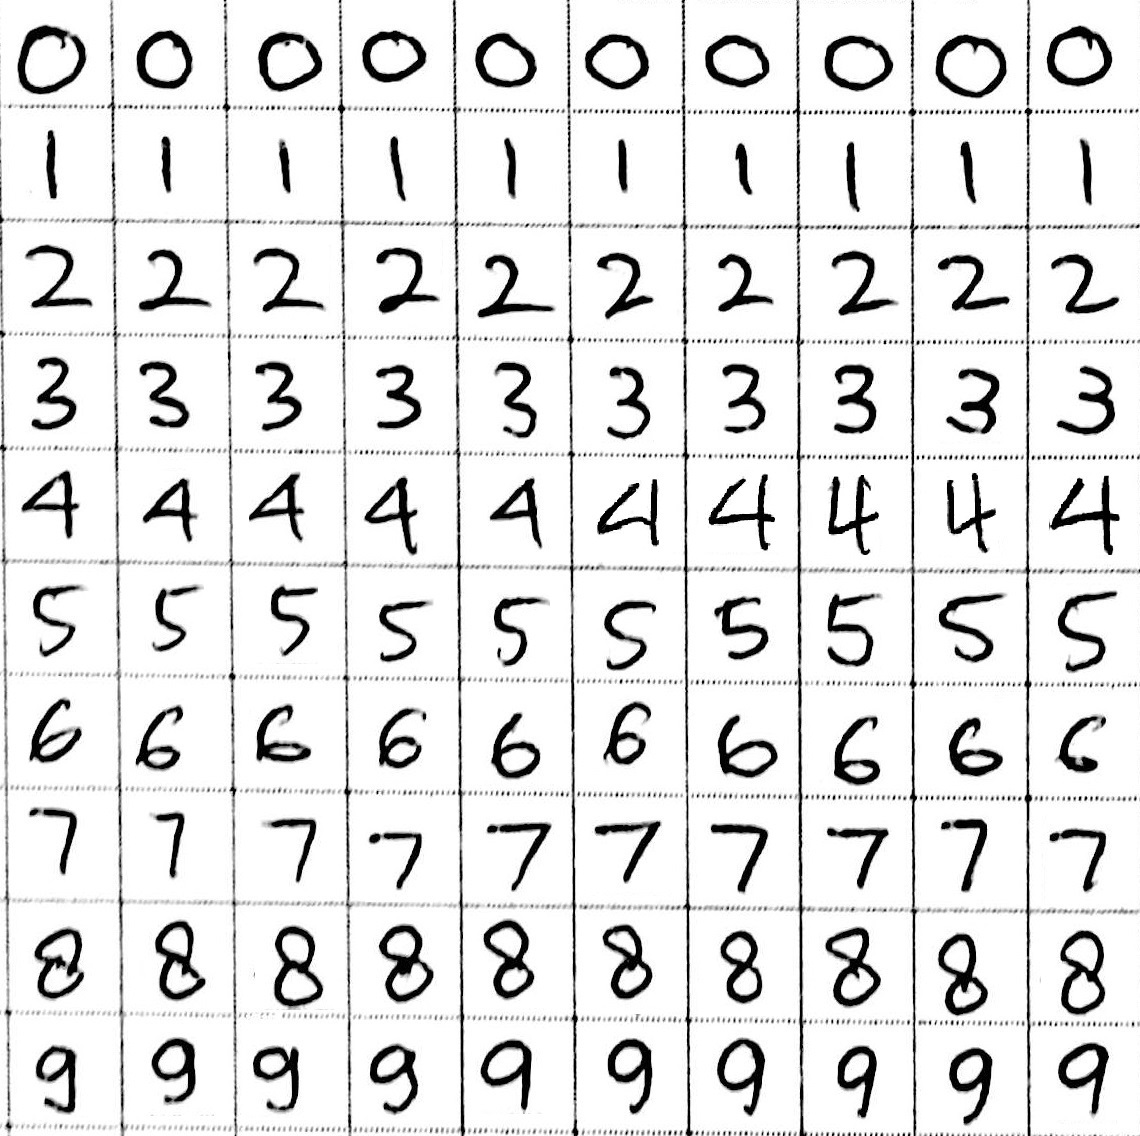 0 0 0 0 0 0 0 0 0 0
1 1 1 1 1 1 1 1 1 1
2 2 2 2 2 2 2 2 2 2
3 3 3 3 3 3 3 3 3 3
4 4 4 4 4 4 4 4 4 4
5 5 5 5 5 5 5 5 5 5
6 6 6 6 6 6 6 6 6 6
7 7 7 7 7 7 7 7 7 7
8 8 8 8 8 8 8 8 8 8
9 9 9 9 9 9 9 9 9 9